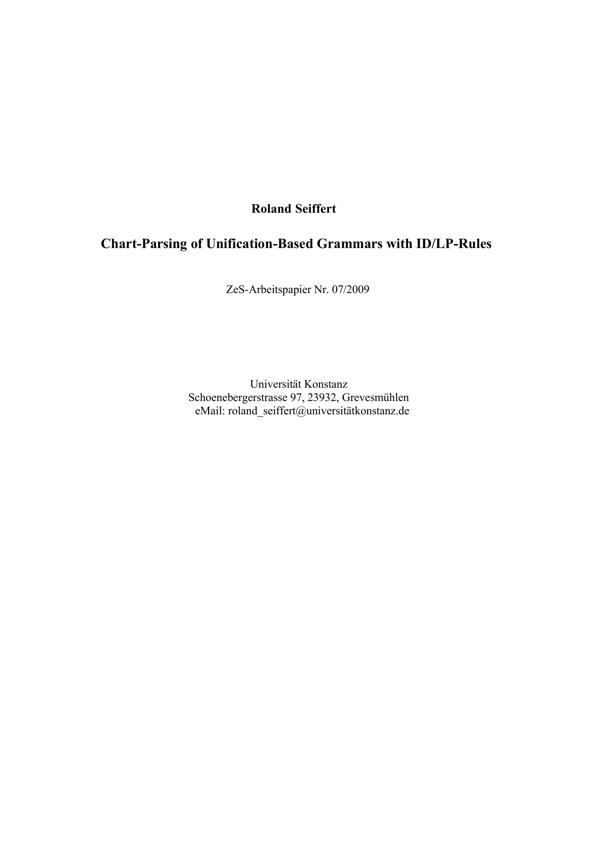 Roland Seiffert
Chart-Parsing of Unification-Based Grammars with ID/LP-Rules
ZeS-Arbeitspapier Nr. 07/2009
Universität Konstanz
Schoenebergerstrasse 97, 23932, Grevesmühlen
eMail: roland_seiffert@universitätkonstanz.de